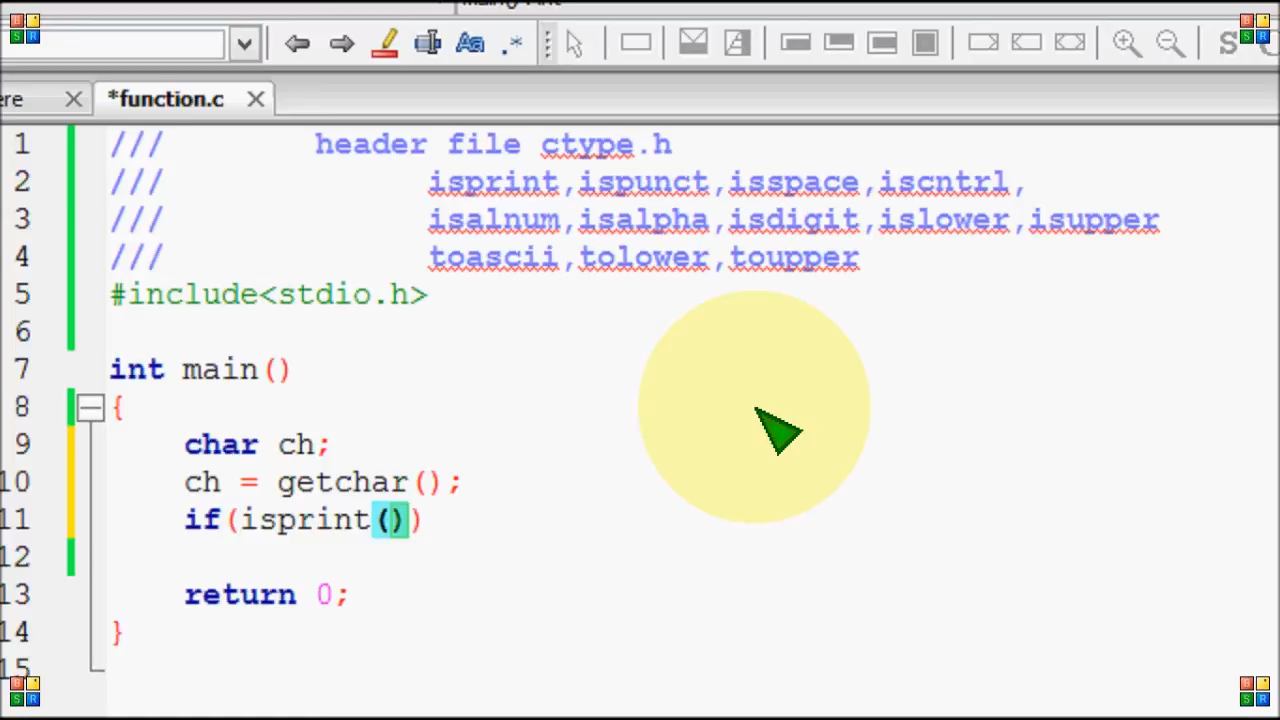 ere *function.c
1 /// header file ctype.h
2 /// isprint,ispunct,isspace,iscntrl,
3 /// isalnum,isalpha,isdigit,islower,isupper
4 /// toascii,tolower,toupper
5 #include<stdio.h>
6
7 int main()
8 {
9 char ch;
10 ch = getchar();
11 if(isprint())
12
13 return 0;
14 }
15